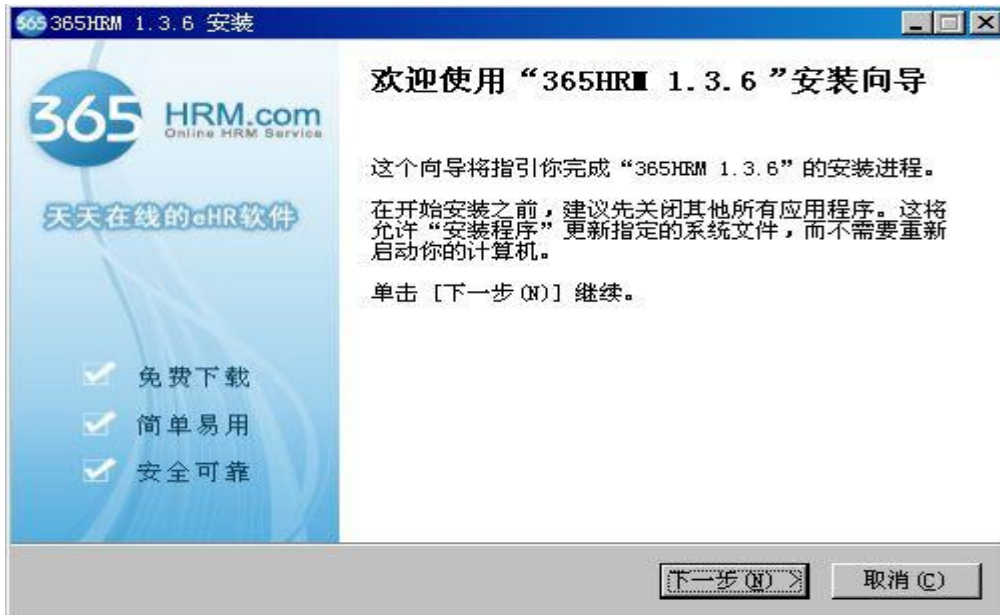 365 365HRM 1.3.6 安装
365 HRM.com
Online HRM Service
天天在线的eHR软件
免费下载
简单易用
安全可靠
欢迎使用“365HRM 1.3.6 ”安装向导
这个向导将指引你完成“365HRM 1.3.6”的安装进程。
在开始安装之前，建议先关闭其他所有应用程序。这将
允许“安装程序”更新指定的系统文件，而不需要重新
启动你的计算机。
单击 [下一步(N)] 继续。
下一步(N) >
取消(C)